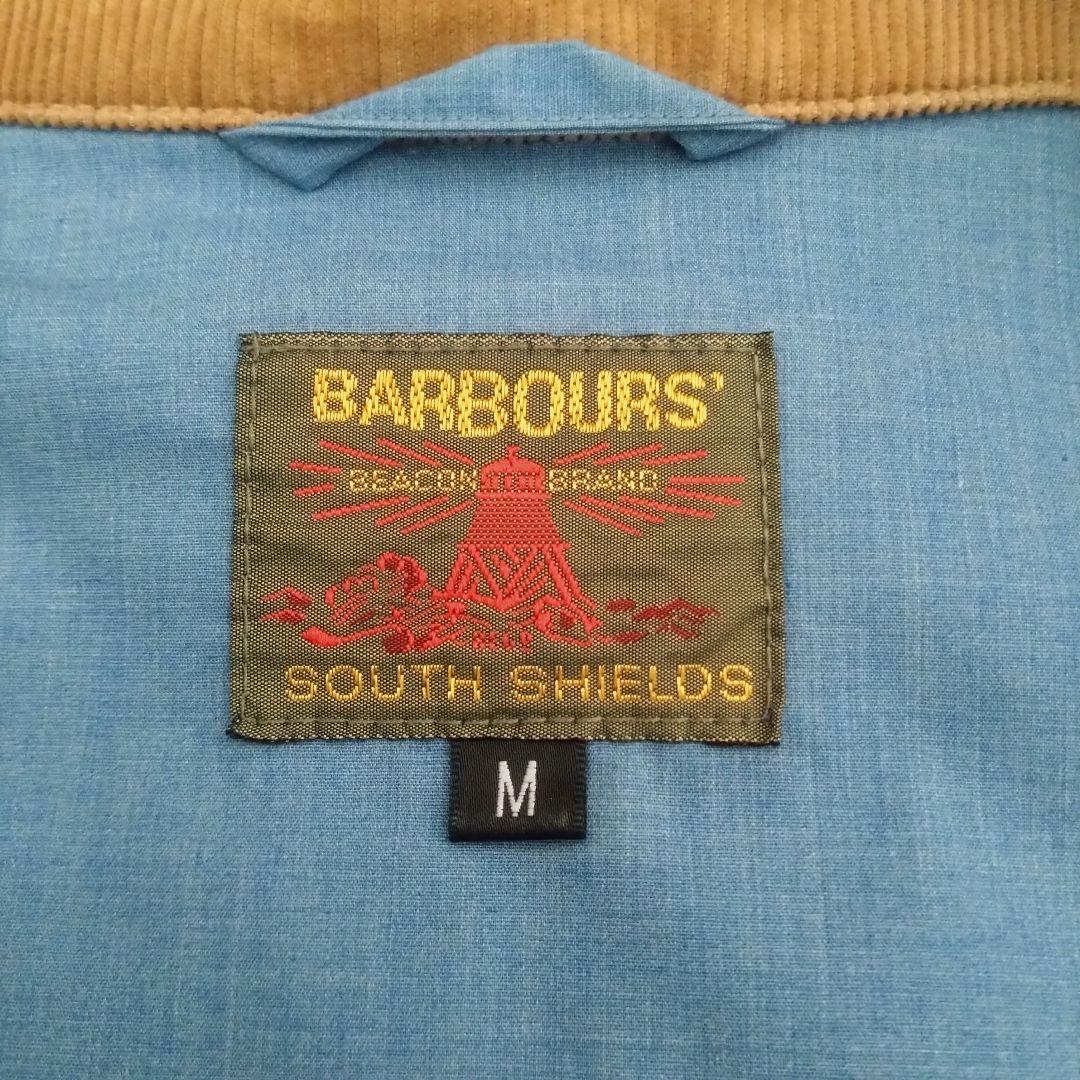 BARBOURS'
BEACON BRAND
SOUTH SHIELDS
M